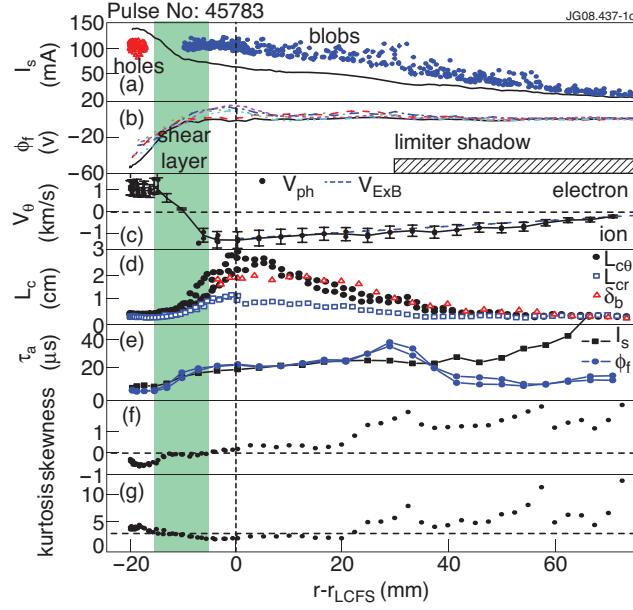 Pulse No: 45783
JG08.437-1c
150
100
50
20
I_s
(mA)
(a)
holes
blobs
-20
-60
ϕ_f
(v)
(b)
shear
layer
limiter shadow
1
0
-1
V_θ
(km/s)
(c)
V_ph
V_ExB
electron
ion
3
2
1
0
L_c
(cm)
(d)
L_cθ
L_cr
δ_b
40
20
0
τ_a
(μs)
(e)
I_s
ϕ_f
1
0
-1
skewness
(f)
10
5
0
kurtosis
(g)
-20
0
20
40
60
r-r_LCFS (mm)